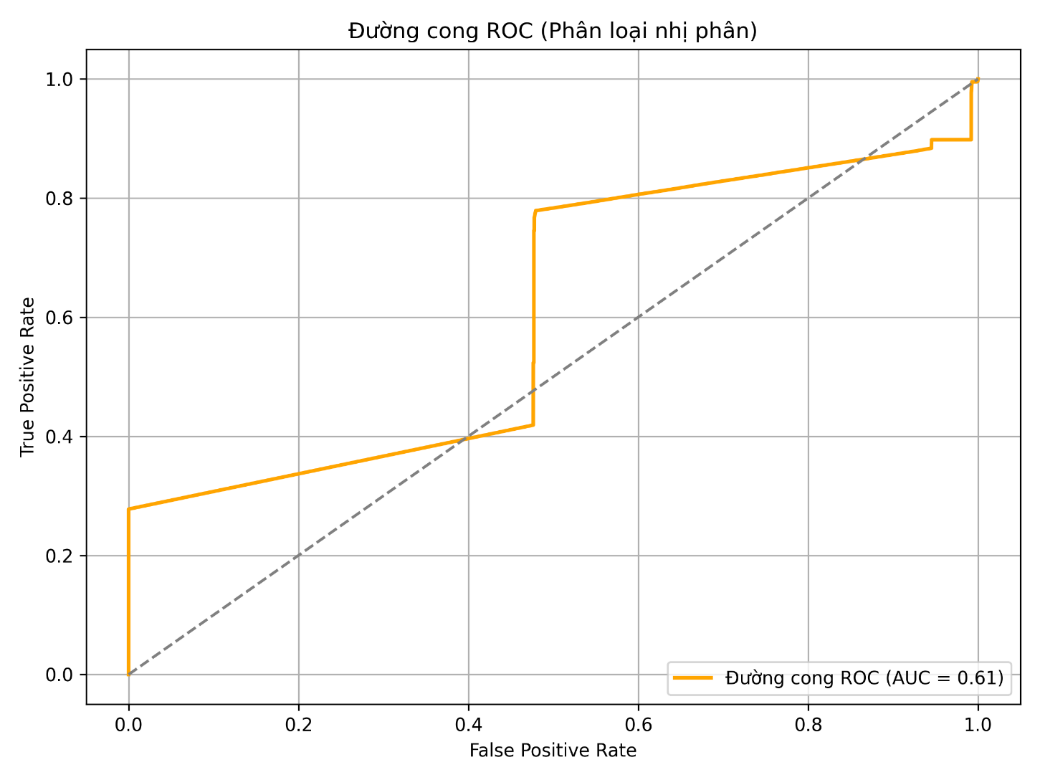 Đường cong ROC (Phân loại nhị phân)
True Positive Rate
1.0
0.8
0.6
0.4
0.2
0.0
0.0 0.2 0.4 0.6 0.8 1.0
False Positive Rate
Đường cong ROC (AUC = 0.61)